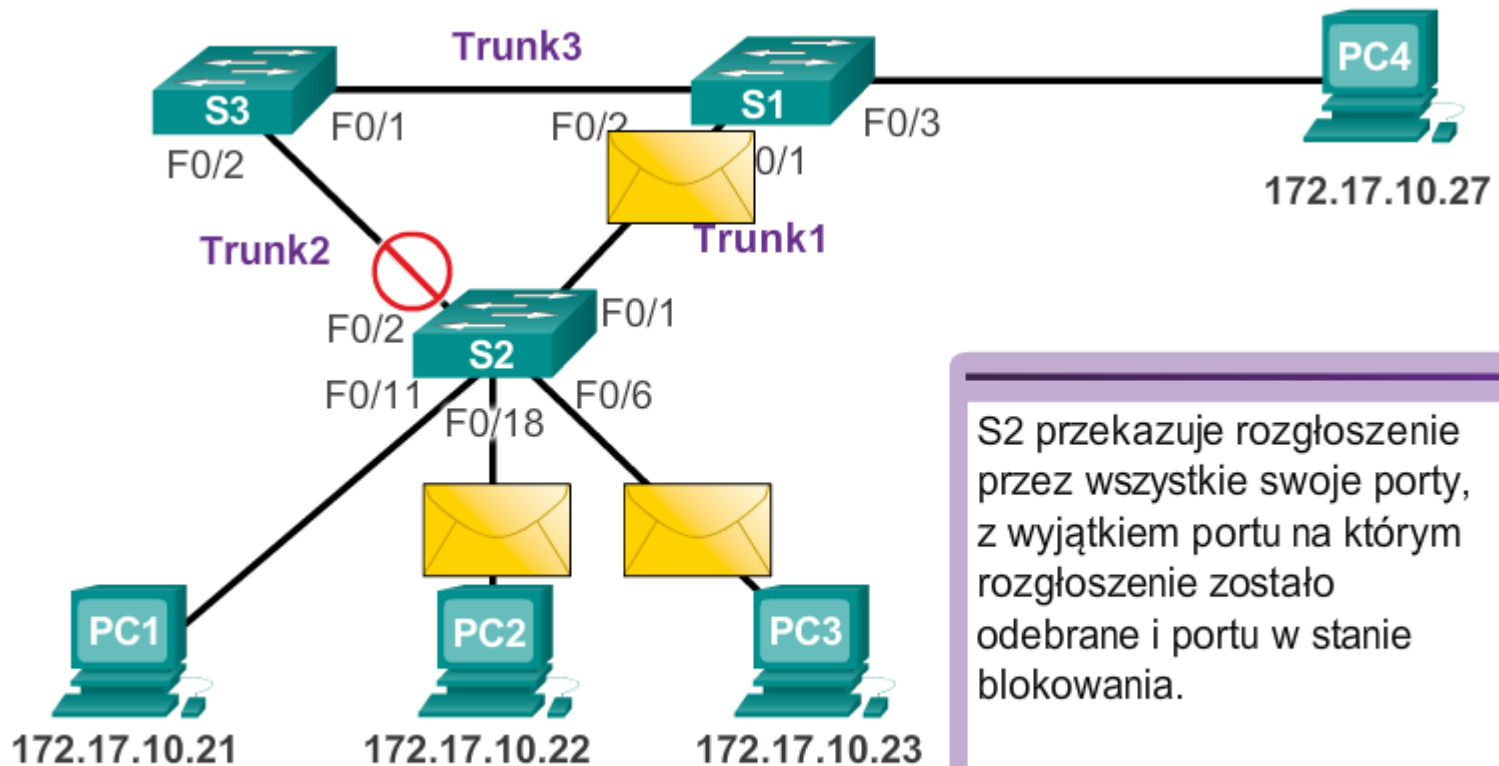 Trunk3
S3
S1
PC4
F0/1
F0/2
F0/3
F0/2
0/1
172.17.10.27
Trunk2
Trunk1
F0/2
F0/1
S2
F0/11
F0/18
F0/6
S2 przekazuje rozgłoszenie
przez wszystkie swoje porty,
z wyjątkiem portu na którym
rozgłoszenie zostało
odebrane i portu w stanie
blokowania.
PC1
PC2
PC3
172.17.10.21
172.17.10.22
172.17.10.23